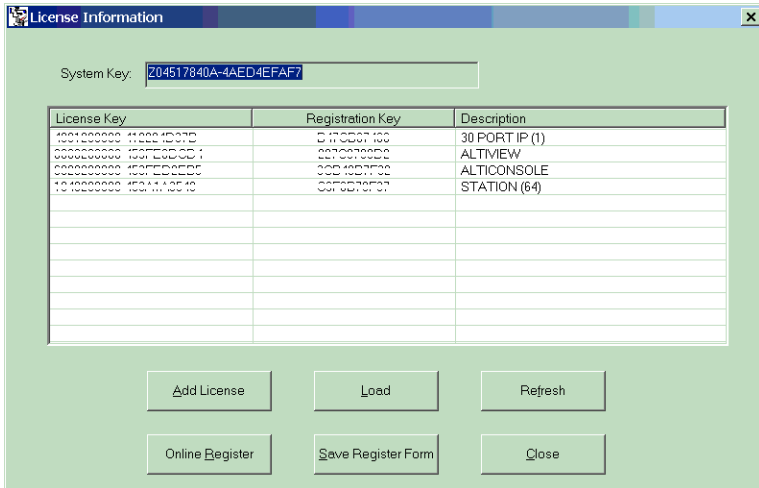 License Information
System Key: Z04517840A-4AED4EFAF7
License Key Registration Key Description
30 PORT IP (1)
ALTIVIEW
ALTICONSOLE
STATION (64)
Add License Load Refresh
Online Register Save Register Form Close